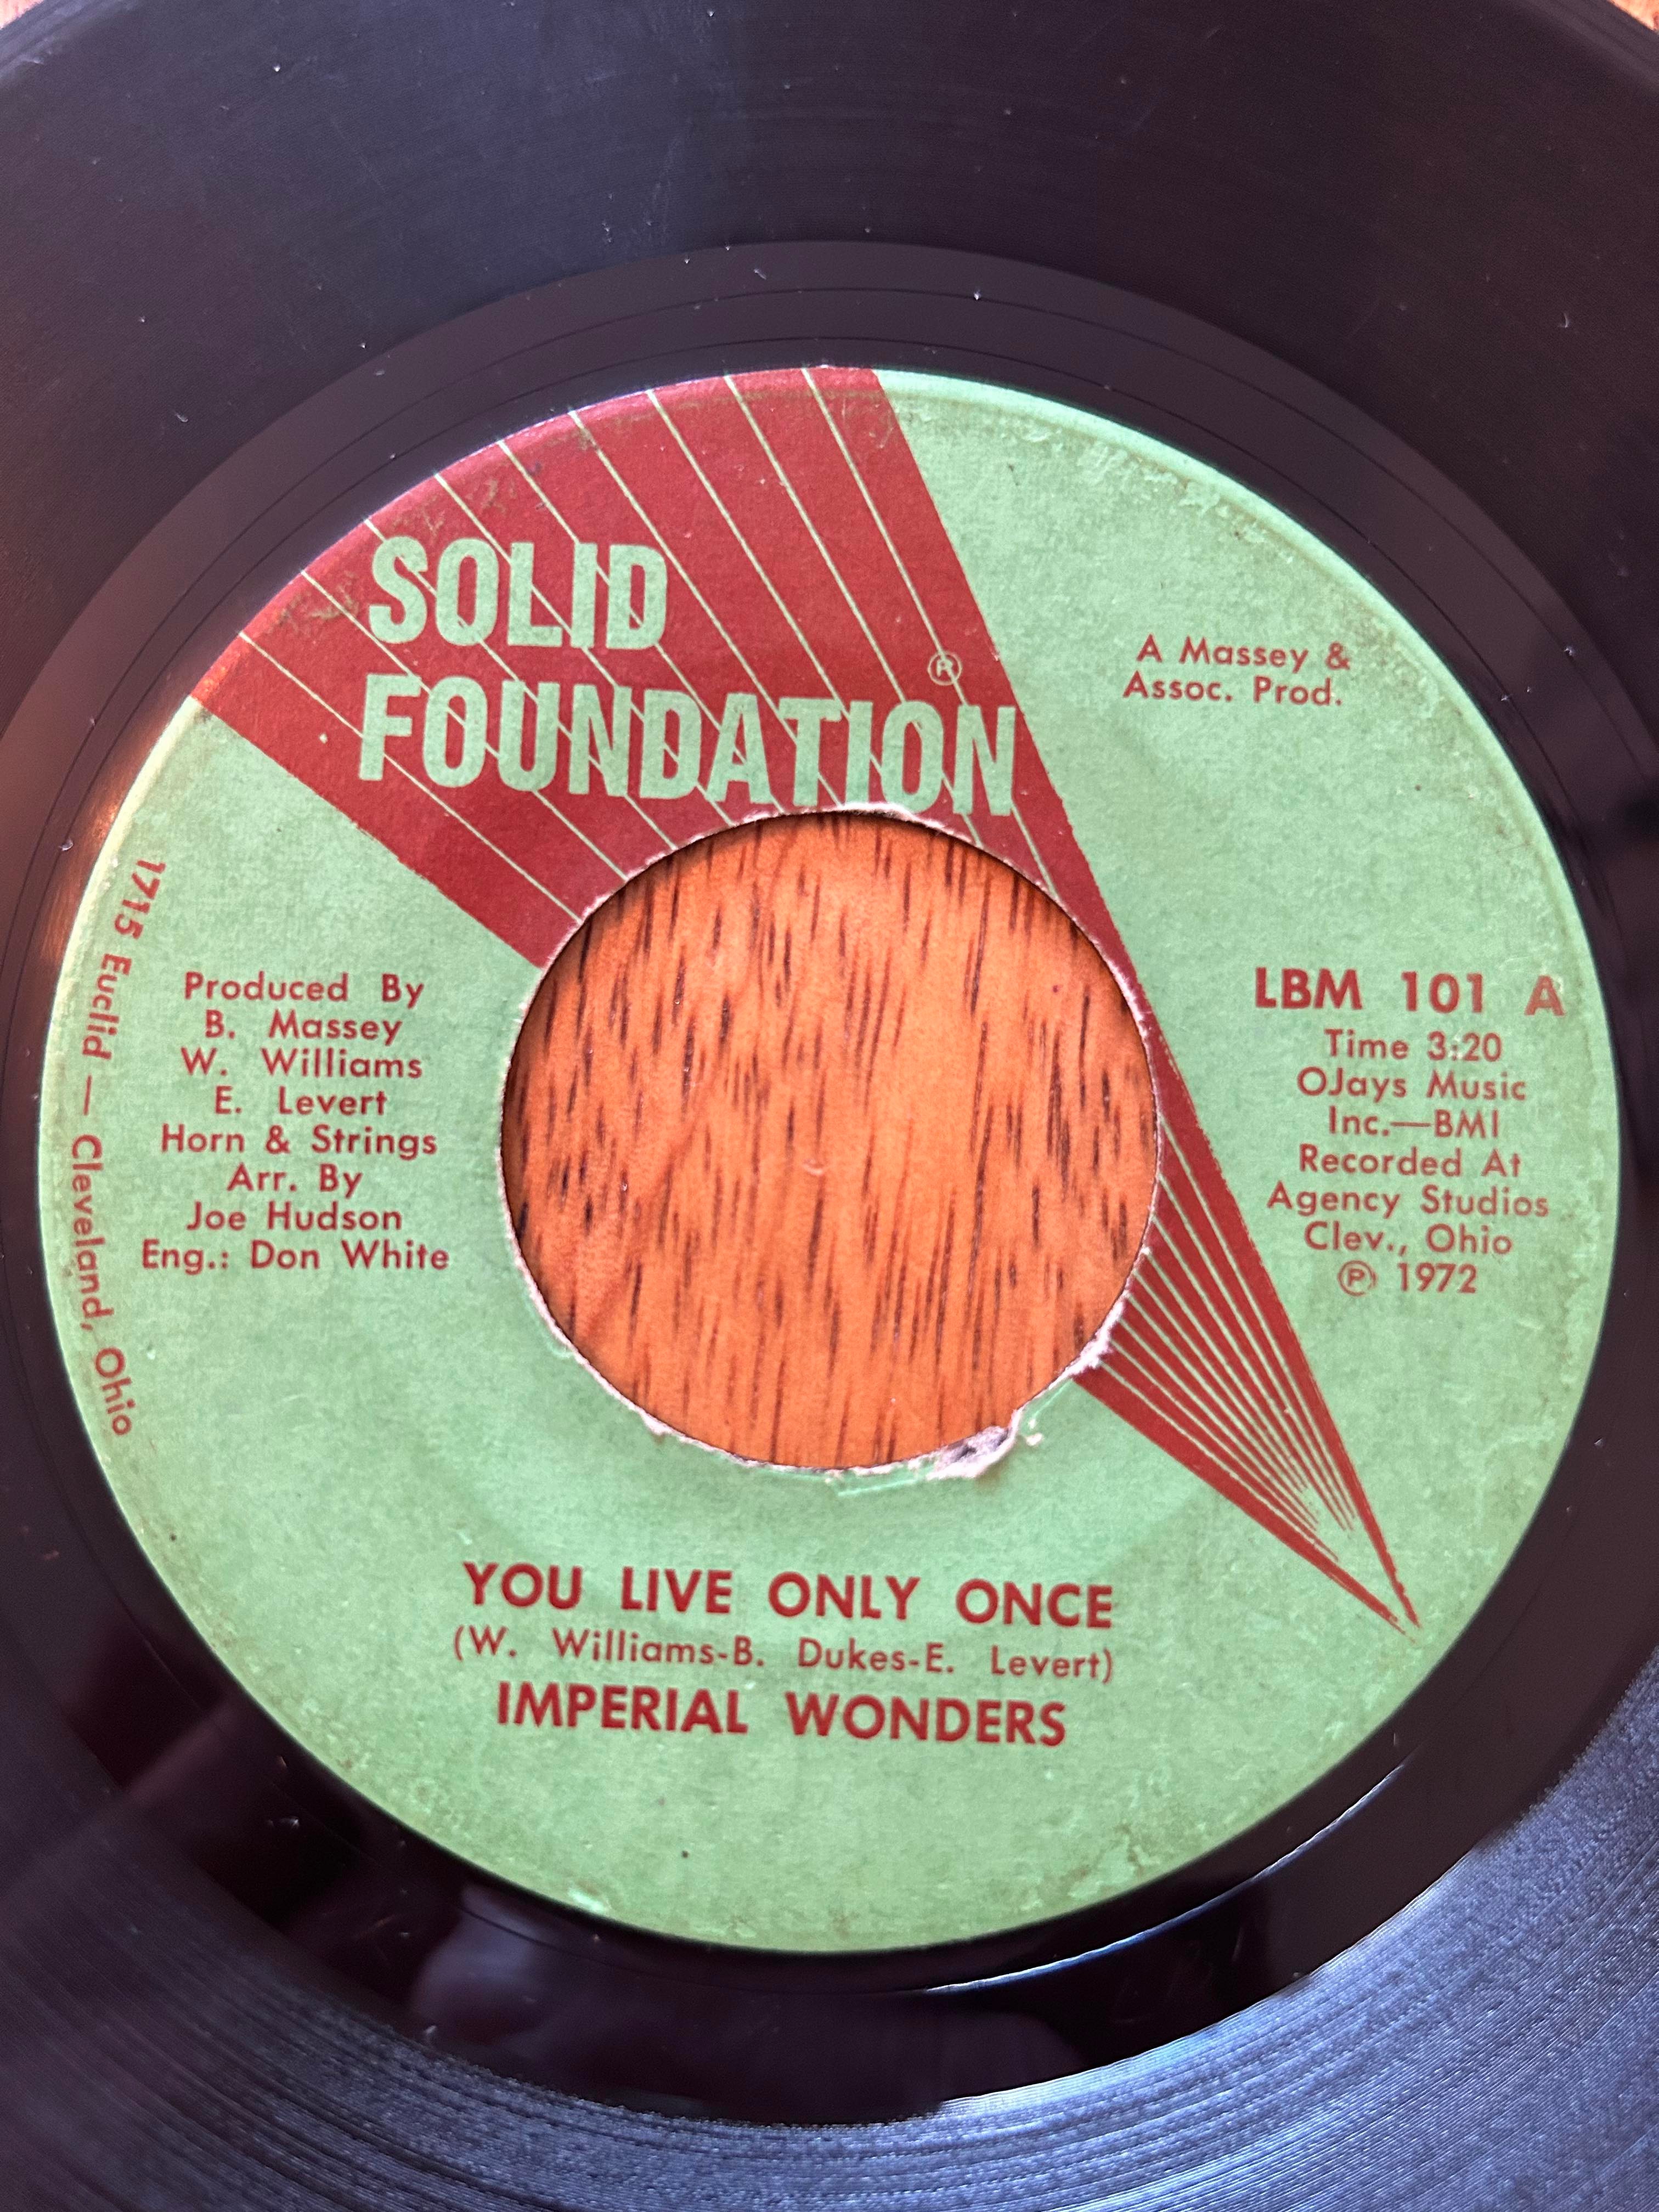 SOLID
FOUNDATION
®
A Massey &
Assoc. Prod.
1715 Euclid — Cleveland, Ohio
Produced By
B. Massey
W. Williams
E. Levert
Horn & Strings
Arr. By
Joe Hudson
Eng.: Don White
LBM 101 A
Time 3:20
OJays Music
Inc.—BMI
Recorded At
Agency Studios
Clev., Ohio
℗ 1972
YOU LIVE ONLY ONCE
(W. Williams-B. Dukes-E. Levert)
IMPERIAL WONDERS